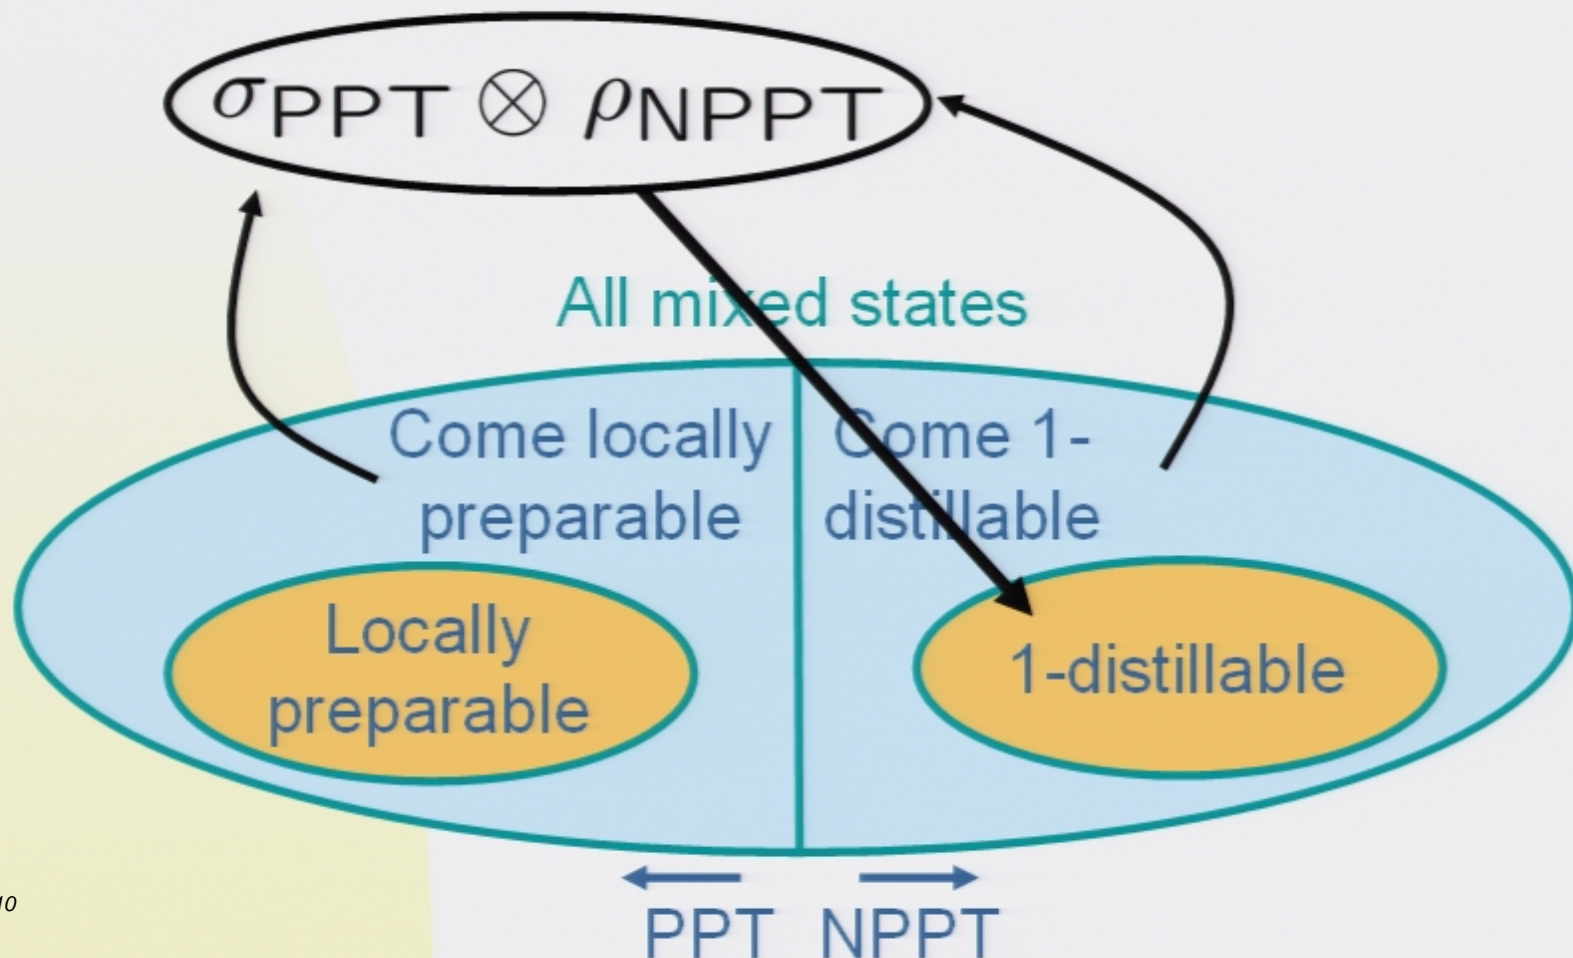 σPPT ⊗ ρNPPT
All mixed states
Come locally
preparable
Come 1-
distillable
Locally
preparable
1-distillable
PPT NPPT